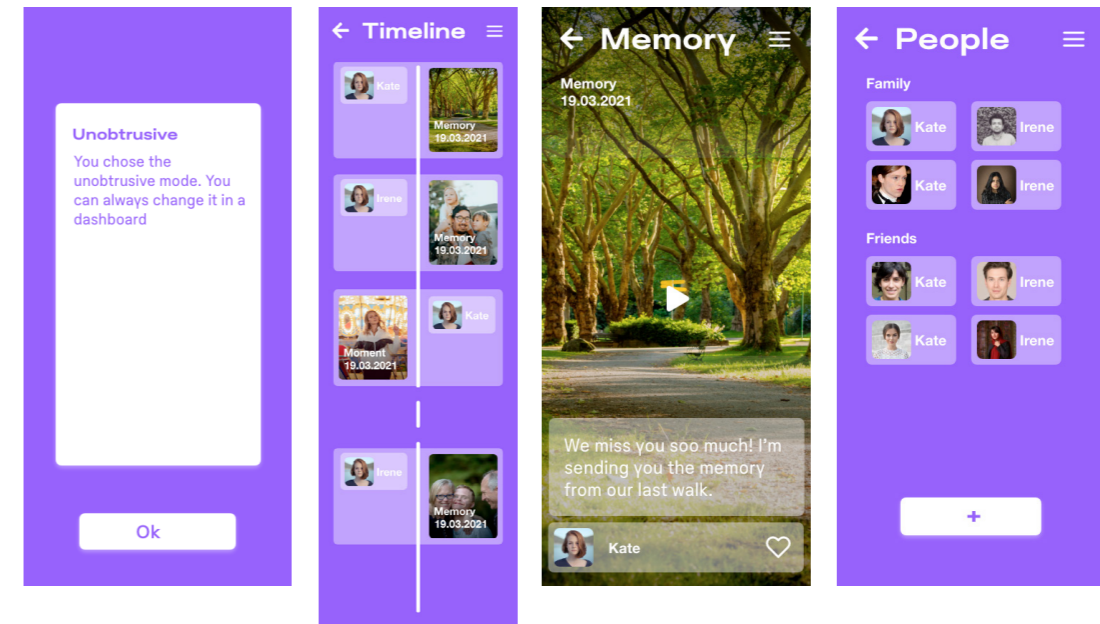 Unobtrusive
You chose the
unobtrusive mode. You
can always change it in a
dashboard
Ok
Timeline
Kate
Memory
19.03.2021
Irene
Memory
19.03.2021
Kate
Moment
19.03.2021
Irene
Memory
19.03.2021
Memory
Memory
19.03.2021
We miss you soo much! I'm
sending you the memory
from our last walk.
Kate
People
Family
Kate
Irene
Kate
Irene
Friends
Kate
Irene
Kate
Irene
+